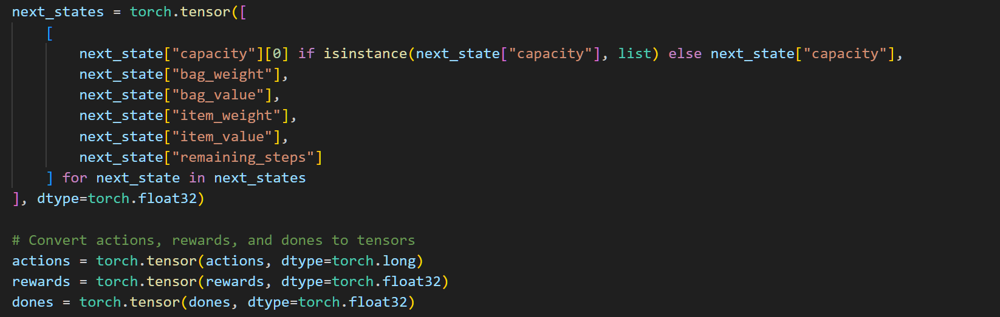 next_states = torch.tensor([
    [
        next_state["capacity"][0] if isinstance(next_state["capacity"], list) else next_state["capacity"],
        next_state["bag_weight"],
        next_state["bag_value"],
        next_state["item_weight"],
        next_state["item_value"],
        next_state["remaining_steps"]
    ] for next_state in next_states
], dtype=torch.float32)

# Convert actions, rewards, and dones to tensors
actions = torch.tensor(actions, dtype=torch.long)
rewards = torch.tensor(rewards, dtype=torch.float32)
dones = torch.tensor(dones, dtype=torch.float32)